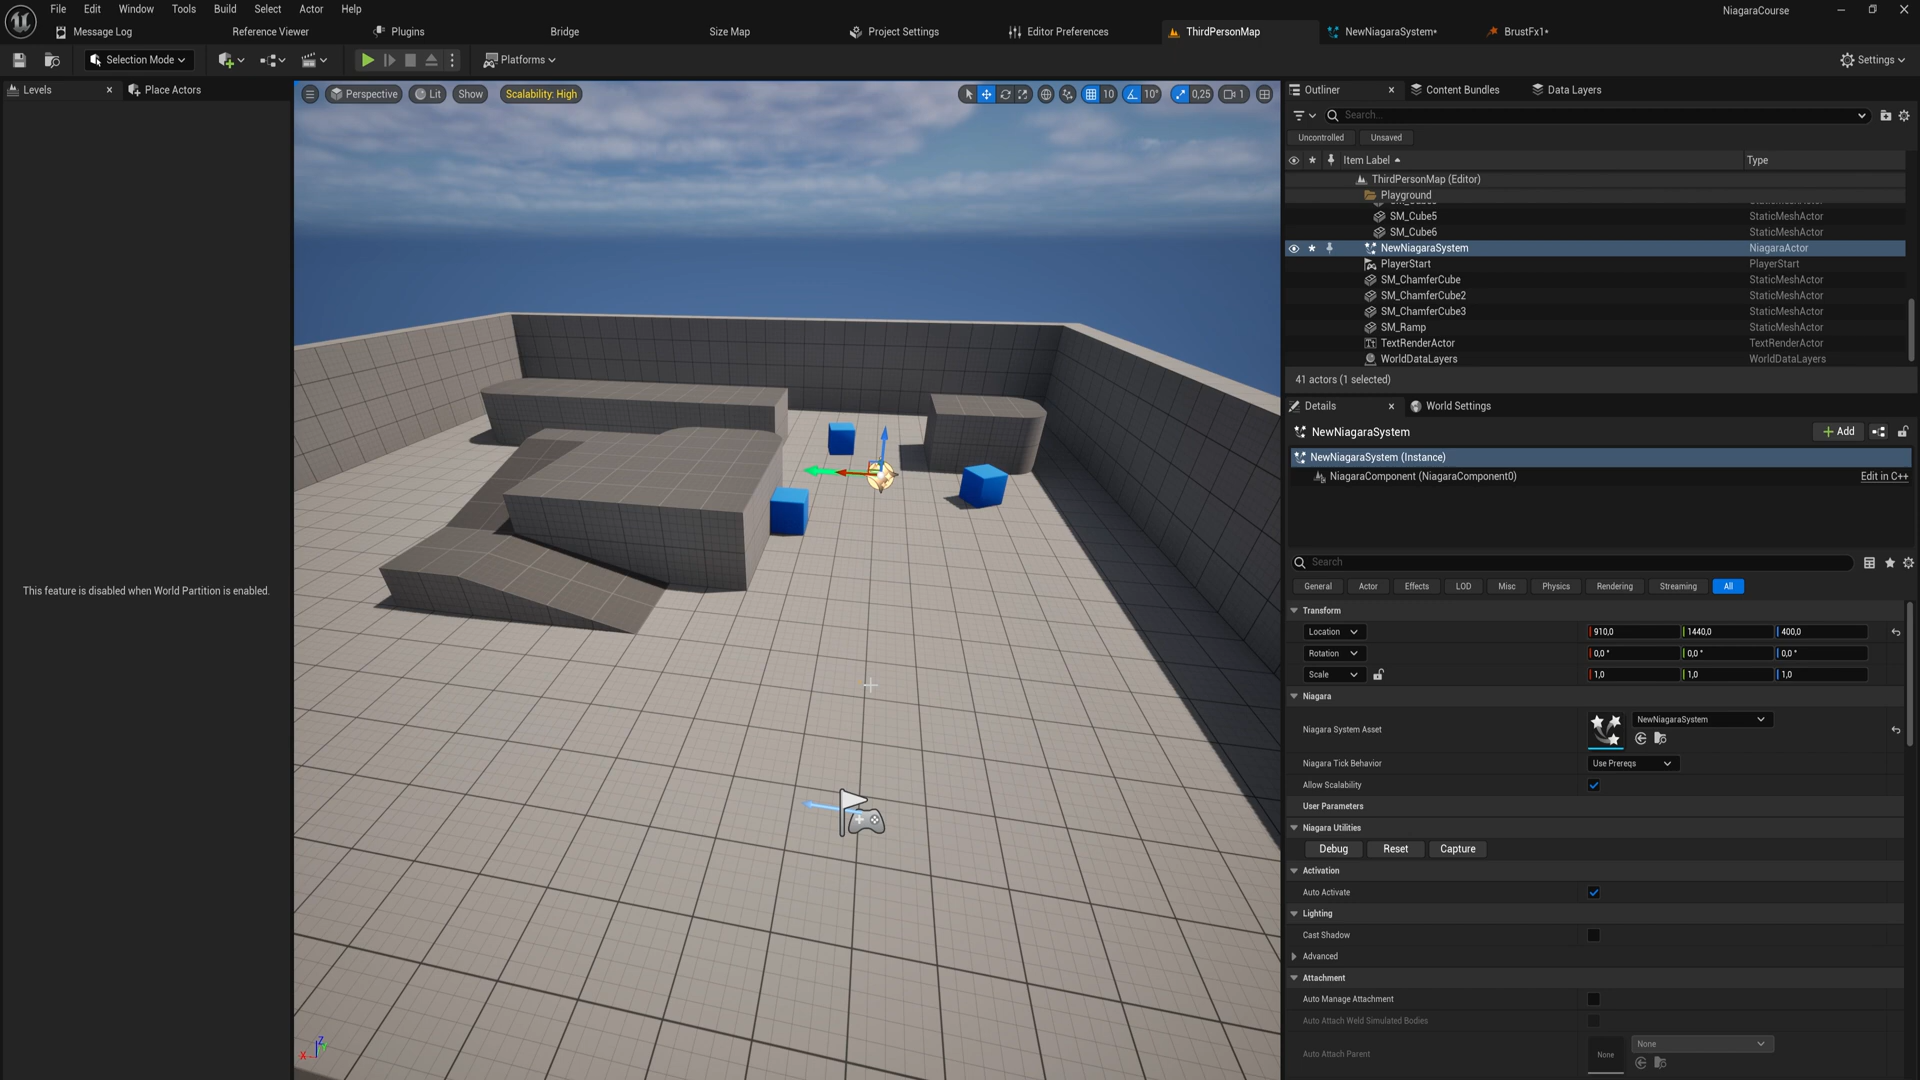 File Edit Window Tools Build Select Actor Help
NiagaraCourse
Message Log Reference Viewer Plugins Bridge Size Map Project Settings Editor Preferences ThirdPersonMap NewNiagaraSystem* BrustFx1*
Selection Mode Platforms Settings
Levels Place Actors
This feature is disabled when World Partition is enabled.
Perspective Lit Show Scalability: High 10 10° 0,25 1
X Z
Outliner Content Bundles Data Layers
Search...
Uncontrolled Unsaved
Item Label Type
ThirdPersonMap (Editor)
Playground
SM_Cube5 StaticMeshActor
SM_Cube6 StaticMeshActor
NewNiagaraSystem NiagaraActor
PlayerStart PlayerStart
SM_ChamferCube StaticMeshActor
SM_ChamferCube2 StaticMeshActor
SM_ChamferCube3 StaticMeshActor
SM_Ramp StaticMeshActor
TextRenderActor TextRenderActor
WorldDataLayers WorldDataLayers
41 actors (1 selected)
Details World Settings
NewNiagaraSystem Add
NewNiagaraSystem (Instance)
NiagaraComponent (NiagaraComponent0) Edit in C++
Search
General Actor Effects LOD Misc Physics Rendering Streaming All
Transform
Location 910,0 1440,0 400,0
Rotation 0,0 ° 0,0 ° 0,0 °
Scale 1,0 1,0 1,0
Niagara
Niagara System Asset NewNiagaraSystem
Niagara Tick Behavior Use Prereqs
Allow Scalability
User Parameters
Niagara Utilities
Debug Reset Capture
Activation
Auto Activate
Lighting
Cast Shadow
Advanced
Attachment
Auto Manage Attachment
Auto Attach Weld Simulated Bodies
Auto Attach Parent None None